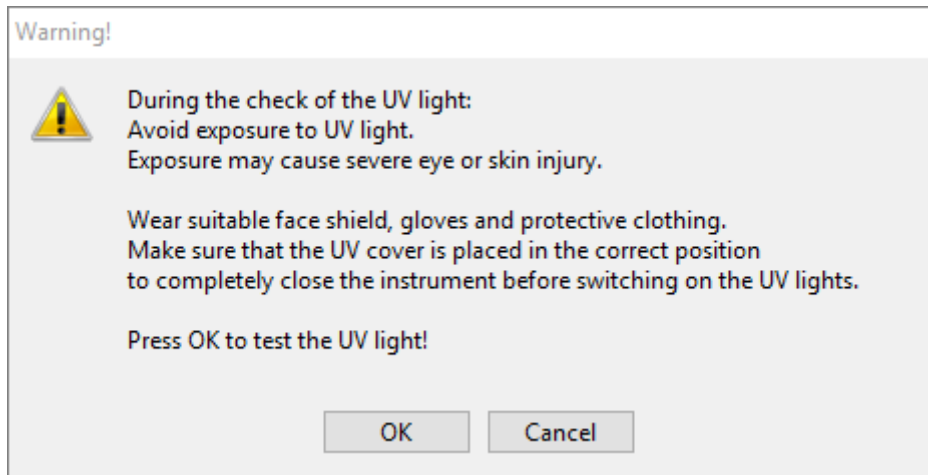 Warning!
During the check of the UV light:
Avoid exposure to UV light.
Exposure may cause severe eye or skin injury.
Wear suitable face shield, gloves and protective clothing.
Make sure that the UV cover is placed in the correct position
to completely close the instrument before switching on the UV lights.
Press OK to test the UV light!
OK
Cancel